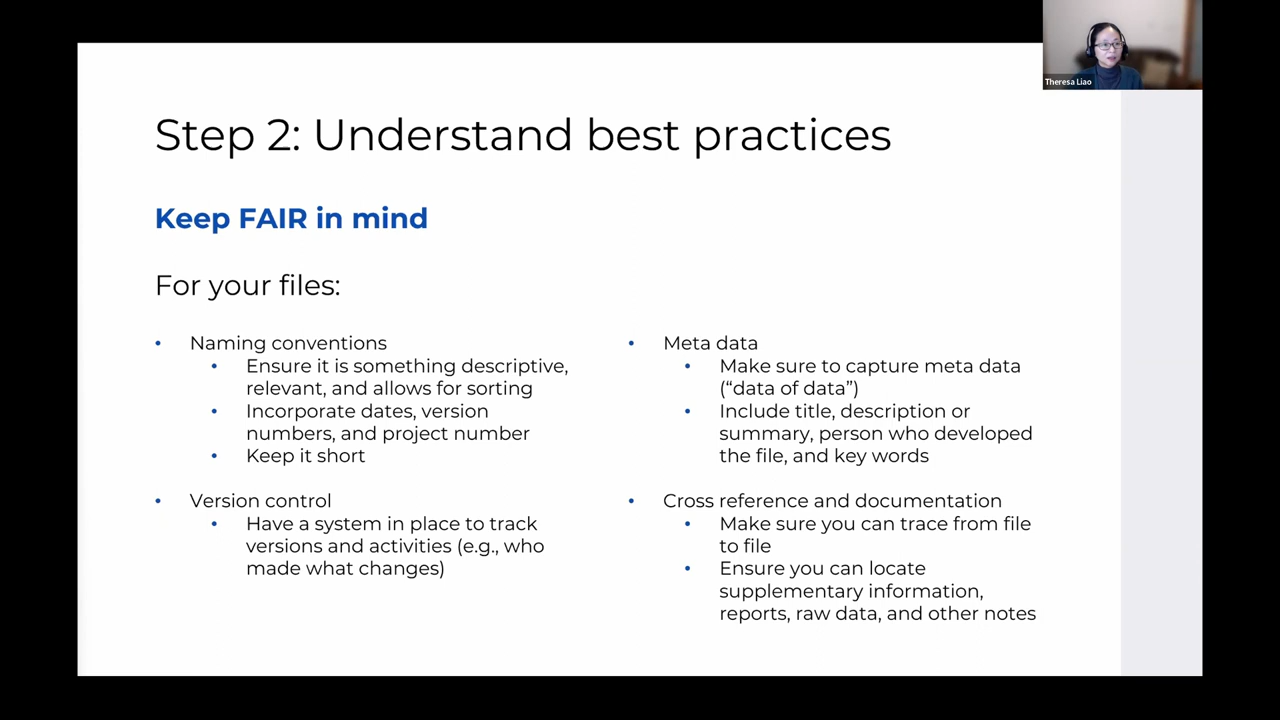 Theresa Liao
Step 2: Understand best practices
Keep FAIR in mind
For your files:
• Naming conventions
• Ensure it is something descriptive,
relevant, and allows for sorting
• Incorporate dates, version
numbers, and project number
• Keep it short
• Version control
• Have a system in place to track
versions and activities (e.g., who
made what changes)
• Meta data
• Make sure to capture meta data
(“data of data”)
• Include title, description or
summary, person who developed
the file, and key words
• Cross reference and documentation
• Make sure you can trace from file
to file
• Ensure you can locate
supplementary information,
reports, raw data, and other notes